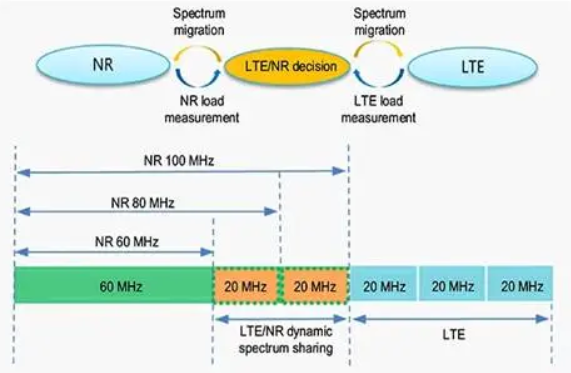 Spectrum
migration
Spectrum
migration
NR
LTE/NR decision
LTE
NR load
measurement
LTE load
measurement
NR 100 MHz
NR 80 MHz
NR 60 MHz
60 MHz
20 MHz
20 MHz
20 MHz
20 MHz
20 MHz
LTE/NR dynamic
spectrum sharing
LTE